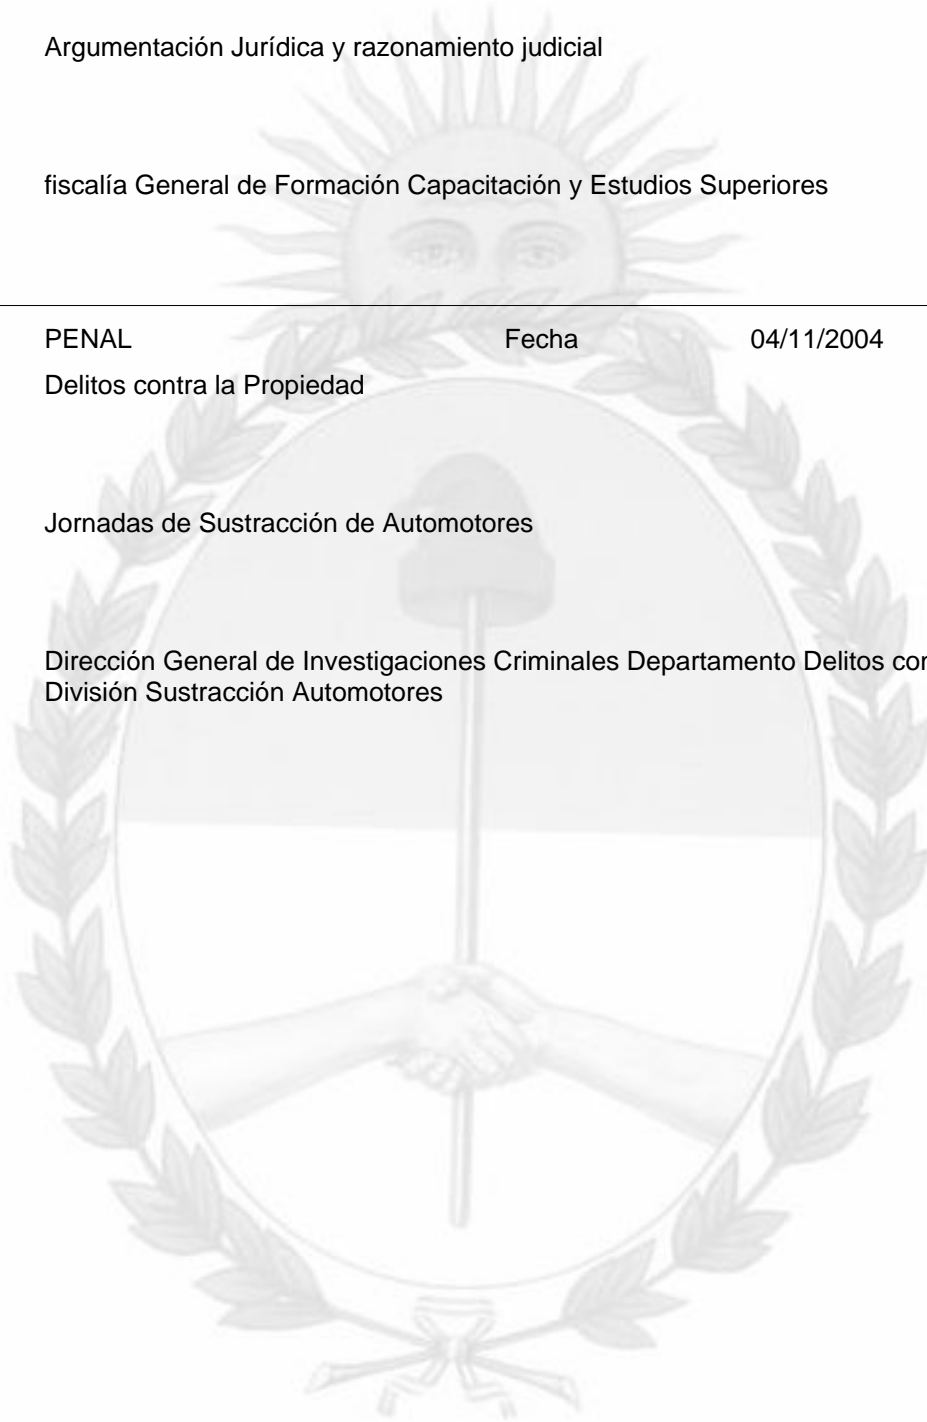 Argumentación Jurídica y razonamiento judicial
fiscalía General de Formación Capacitación y Estudios Superiores
PENAL Fecha 04/11/2004
Delitos contra la Propiedad
Jornadas de Sustracción de Automotores
Dirección General de Investigaciones Criminales Departamento Delitos
División Sustracción Automotores